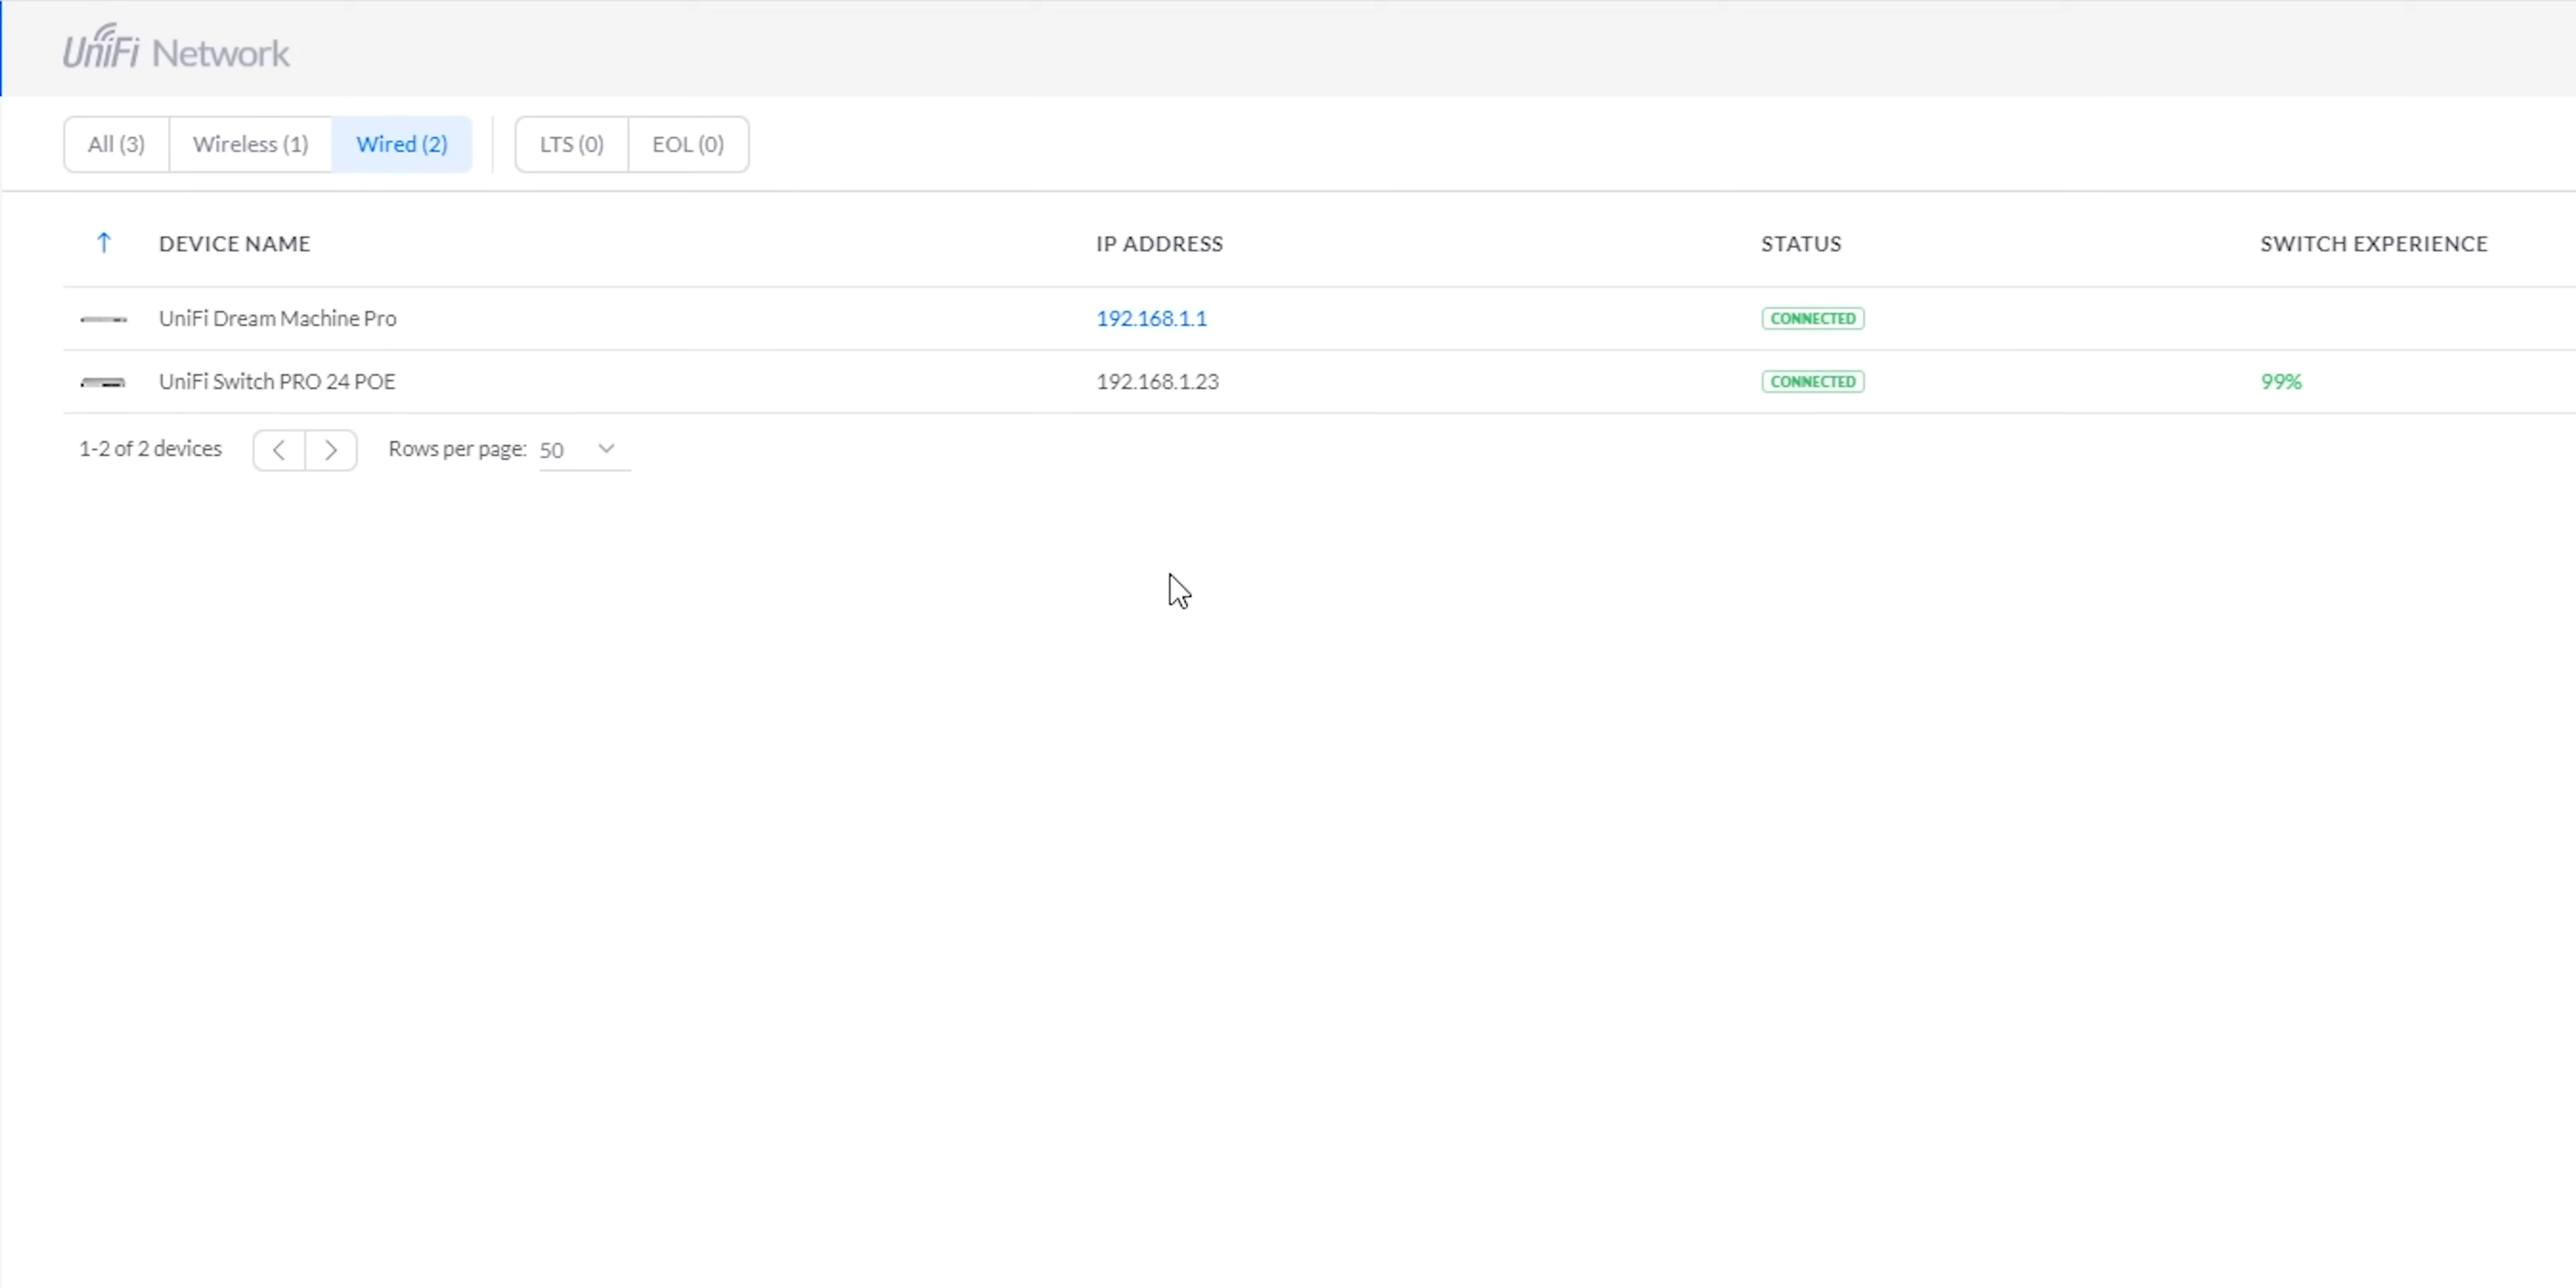 UniFi Network
All (3) Wireless (1) Wired (2) LTS (0) EOL (0)
DEVICE NAME IP ADDRESS STATUS SWITCH EXPERIENCE
UniFi Dream Machine Pro 192.168.1.1 CONNECTED
UniFi Switch PRO 24 POE 192.168.1.23 CONNECTED 99%
1-2 of 2 devices Rows per page: 50